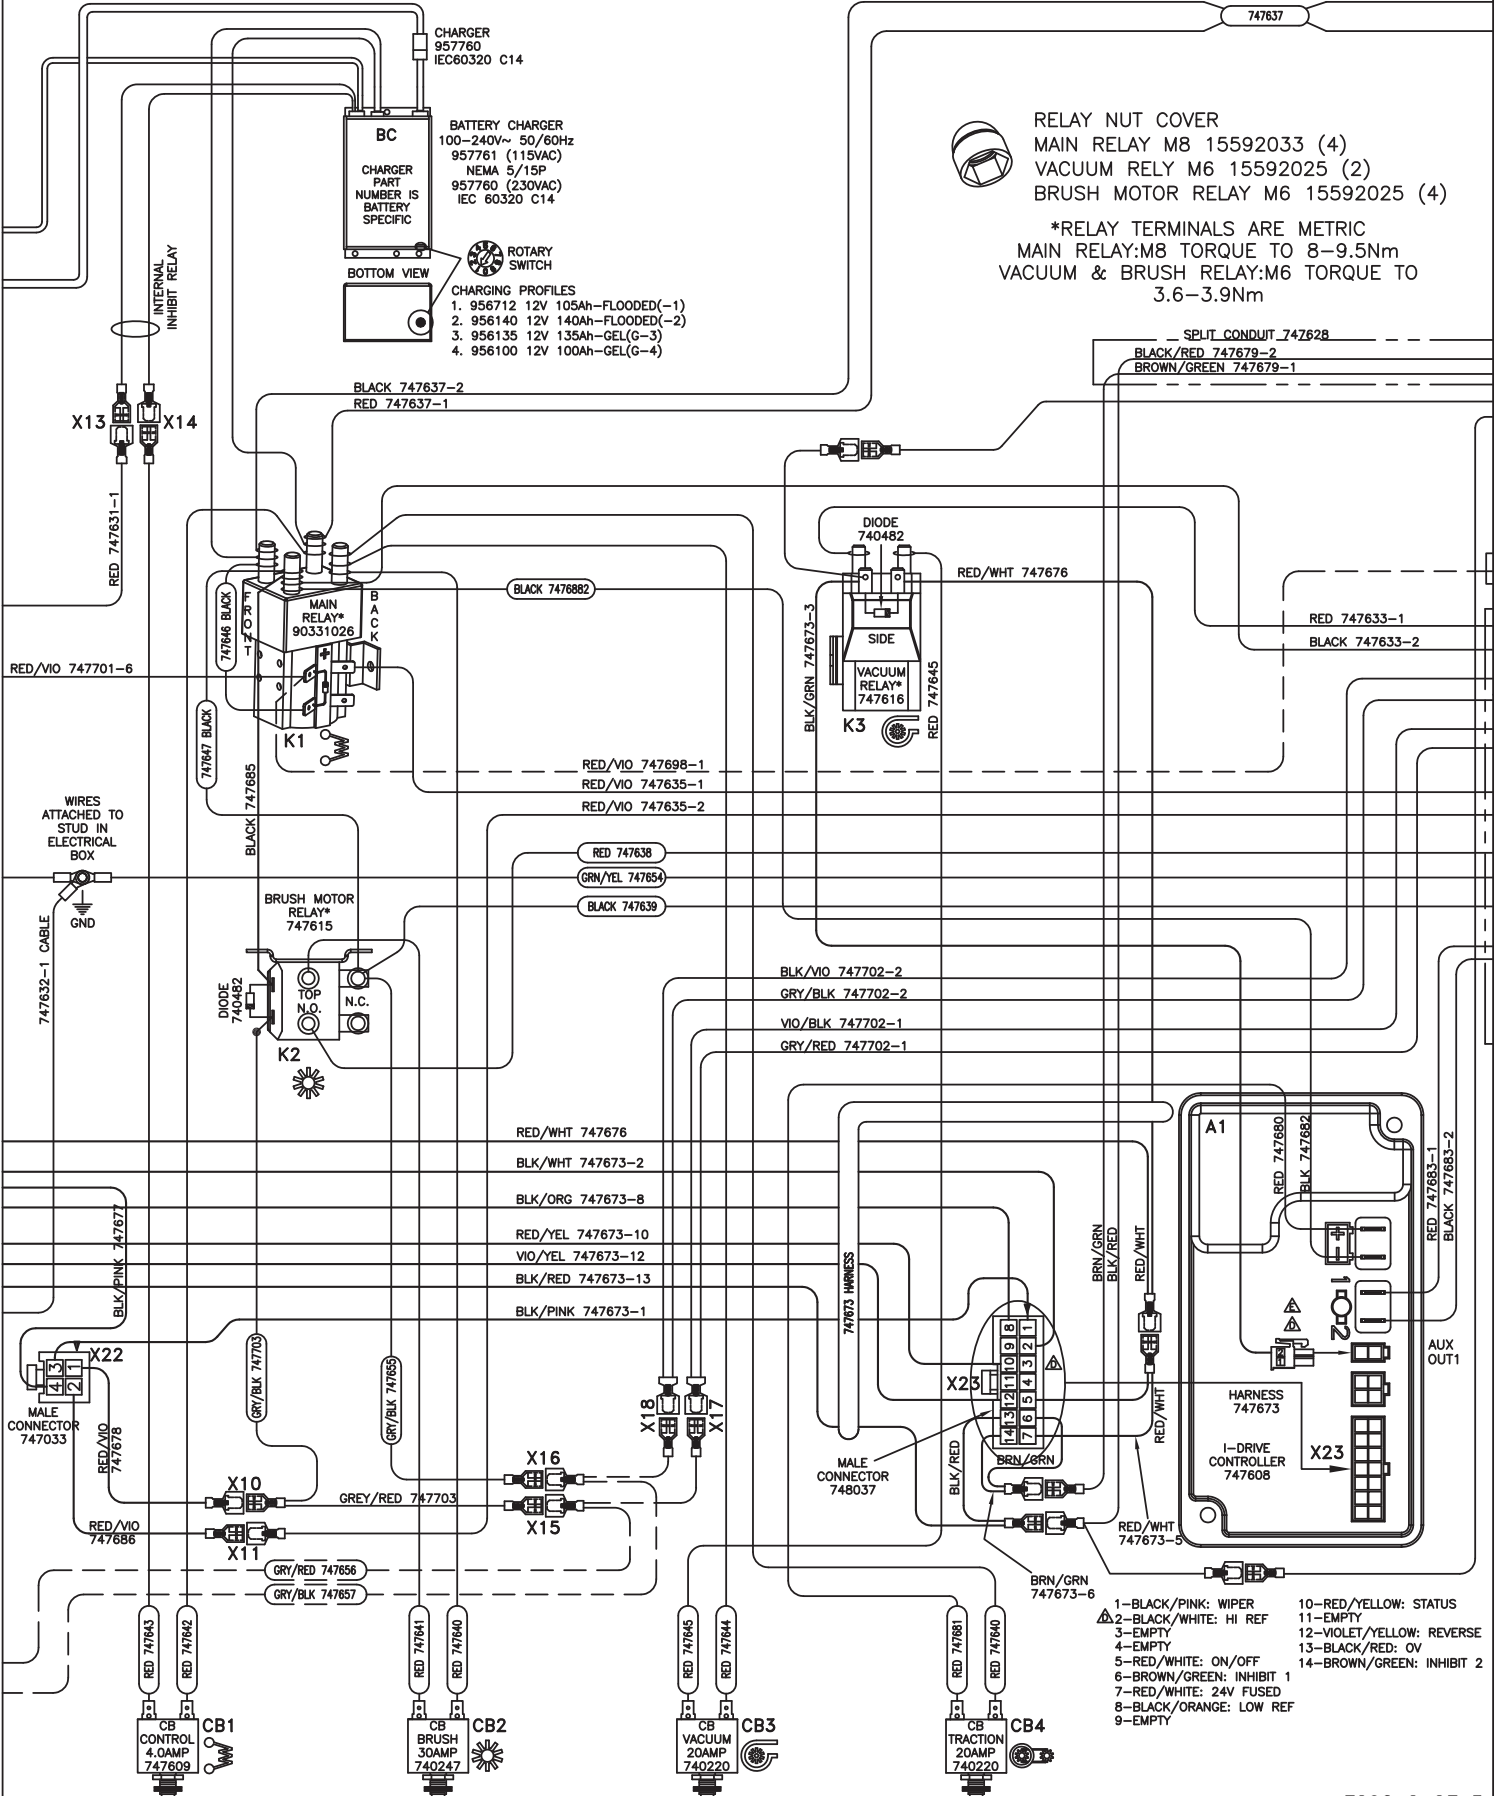 747637
CHARGER
957760
IEC60320 C14
BC
CHARGER
PART
NUMBER IS
BATTERY
SPECIFIC
BATTERY CHARGER
100-240V~ 50/60Hz
957761 (115VAC)
NEMA 5/15P
957760 (230VAC)
IEC 60320 C14
RELAY NUT COVER
MAIN RELAY M8 15592033 (4)
VACUUM RELY M6 15592025 (2)
BRUSH MOTOR RELAY M6 15592025 (4)
*RELAY TERMINALS ARE METRIC
MAIN RELAY:M8 TORQUE TO 8-9.5Nm
VACUUM & BRUSH RELAY:M6 TORQUE TO
3.6-3.9Nm
INTERNAL
INHIBIT RELAY
ROTARY
SWITCH
BOTTOM VIEW
CHARGING PROFILES
1. 956712 12V 105Ah-FLOODED(-1)
2. 956140 12V 140Ah-FLOODED(-2)
3. 956135 12V 135Ah-GEL(G-3)
4. 956100 12V 100Ah-GEL(G-4)
SPLIT CONDUIT 747628
BLACK/RED 747679-2
BROWN/GREEN 747679-1
BLACK 747637-2
RED 747637-1
X13
X14
RED 747631-1
DIODE
740482
RED/WHT 747676
BLACK 7476882
747646 BLACK
FRONT
MAIN
RELAY*
90331026
BACK
+
BLK/GRN 747673-3
SIDE
VACUUM
RELAY*
747616
K3
RED 747645
RED 747633-1
BLACK 747633-2
RED/VIO 747701-6
747647 BLACK
K1
BLACK 747685
RED/VIO 747698-1
RED/VIO 747635-1
RED/VIO 747635-2
WIRES
ATTACHED TO
STUD IN
ELECTRICAL
BOX
RED 747638
GRN/YEL 747654
BLACK 747639
GND
747632-1 CABLE
BRUSH MOTOR
RELAY*
747615
DIODE
740482
TOP
N.O.
N.C.
K2
BLK/VIO 747702-2
GRY/BLK 747702-2
VIO/BLK 747702-1
GRY/RED 747702-1
RED/WHT 747676
BLK/WHT 747673-2
BLK/ORG 747673-8
RED/YEL 747673-10
VIO/YEL 747673-12
BLK/RED 747673-13
BLK/PINK 747673-1
BLK/PINK 747677
747673 HARNESS
BRN/GRN
BLK/RED
RED/WHT
A1
RED 747680
BLK 747682
RED 747683-1
BLACK 747683-2
+
-
1
2
E
D
AUX
OUT1
HARNESS
747673
I-DRIVE
CONTROLLER
747608
X23
X22
3 1
4 2
MALE
CONNECTOR
747033
RED/VIO
747678
GRY/BLK 747703
GRY/BLK 747655
X18
X17
X23
8 1
9 2
10 3
11 4
12 5
13 6
14 7
D
RED/WHT
MALE
CONNECTOR
748037
BLK/RED
BRN/GRN
X10
GREY/RED 747703
X16
X15
RED/VIO
747686
X11
GRY/RED 747656
GRY/BLK 747657
RED/WHT
747673-5
BRN/GRN
747673-6
1-BLACK/PINK: WIPER
D
2-BLACK/WHITE: HI REF
3-EMPTY
4-EMPTY
5-RED/WHITE: ON/OFF
6-BROWN/GREEN: INHIBIT 1
7-RED/WHITE: 24V FUSED
8-BLACK/ORANGE: LOW REF
9-EMPTY
10-RED/YELLOW: STATUS
11-EMPTY
12-VIOLET/YELLOW: REVERSE
13-BLACK/RED: OV
14-BROWN/GREEN: INHIBIT 2
RED 747643
RED 747642
RED 747641
RED 747640
RED 747645
RED 747644
RED 747681
RED 747640
CB
CONTROL
4.0AMP
747609
CB1
CB
BRUSH
30AMP
740247
CB2
CB
VACUUM
20AMP
740220
CB3
CB
TRACTION
20AMP
740220
CB4